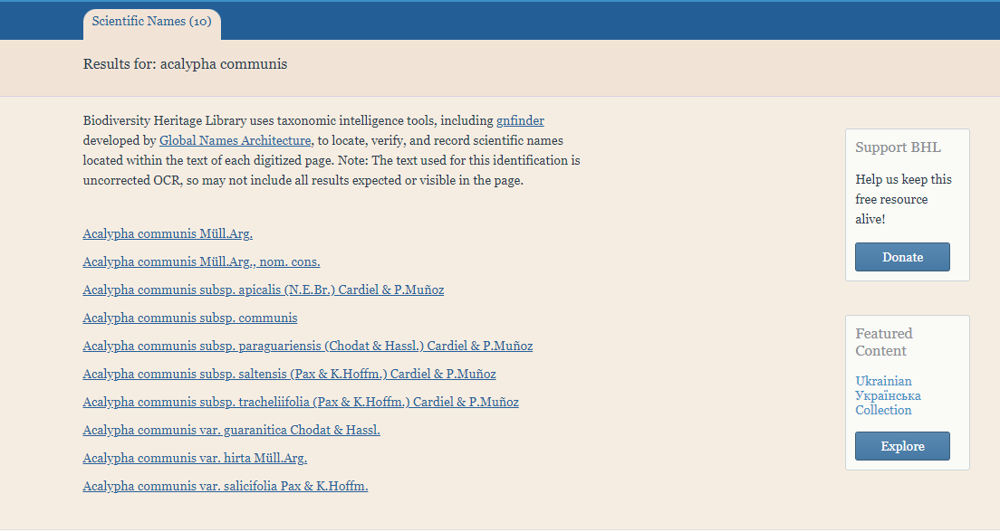 Scientific Names (10)
Results for: acalypha communis
Biodiversity Heritage Library uses taxonomic intelligence tools, including gnfinder
developed by Global Names Architecture, to locate, verify, and record scientific names
located within the text of each digitized page. Note: The text used for this identification is
uncorrected OCR, so may not include all results expected or visible in the page.
Acalypha communis Müll.Arg.
Acalypha communis Müll.Arg., nom. cons.
Acalypha communis subsp. apicalis (N.E.Br.) Cardiel & P.Muñoz
Acalypha communis subsp. communis
Acalypha communis subsp. paraguariensis (Chodat & Hassl.) Cardiel & P.Muñoz
Acalypha communis subsp. saltensis (Pax & K.Hoffm.) Cardiel & P.Muñoz
Acalypha communis subsp. tracheliifolia (Pax & K.Hoffm.) Cardiel & P.Muñoz
Acalypha communis var. guaranitica Chodat & Hassl.
Acalypha communis var. hirta Müll.Arg.
Acalypha communis var. salicifolia Pax & K.Hoffm.
Support BHL
Help us keep this
free resource
alive!
Donate
Featured
Content
Ukrainian
Українська
Collection
Explore